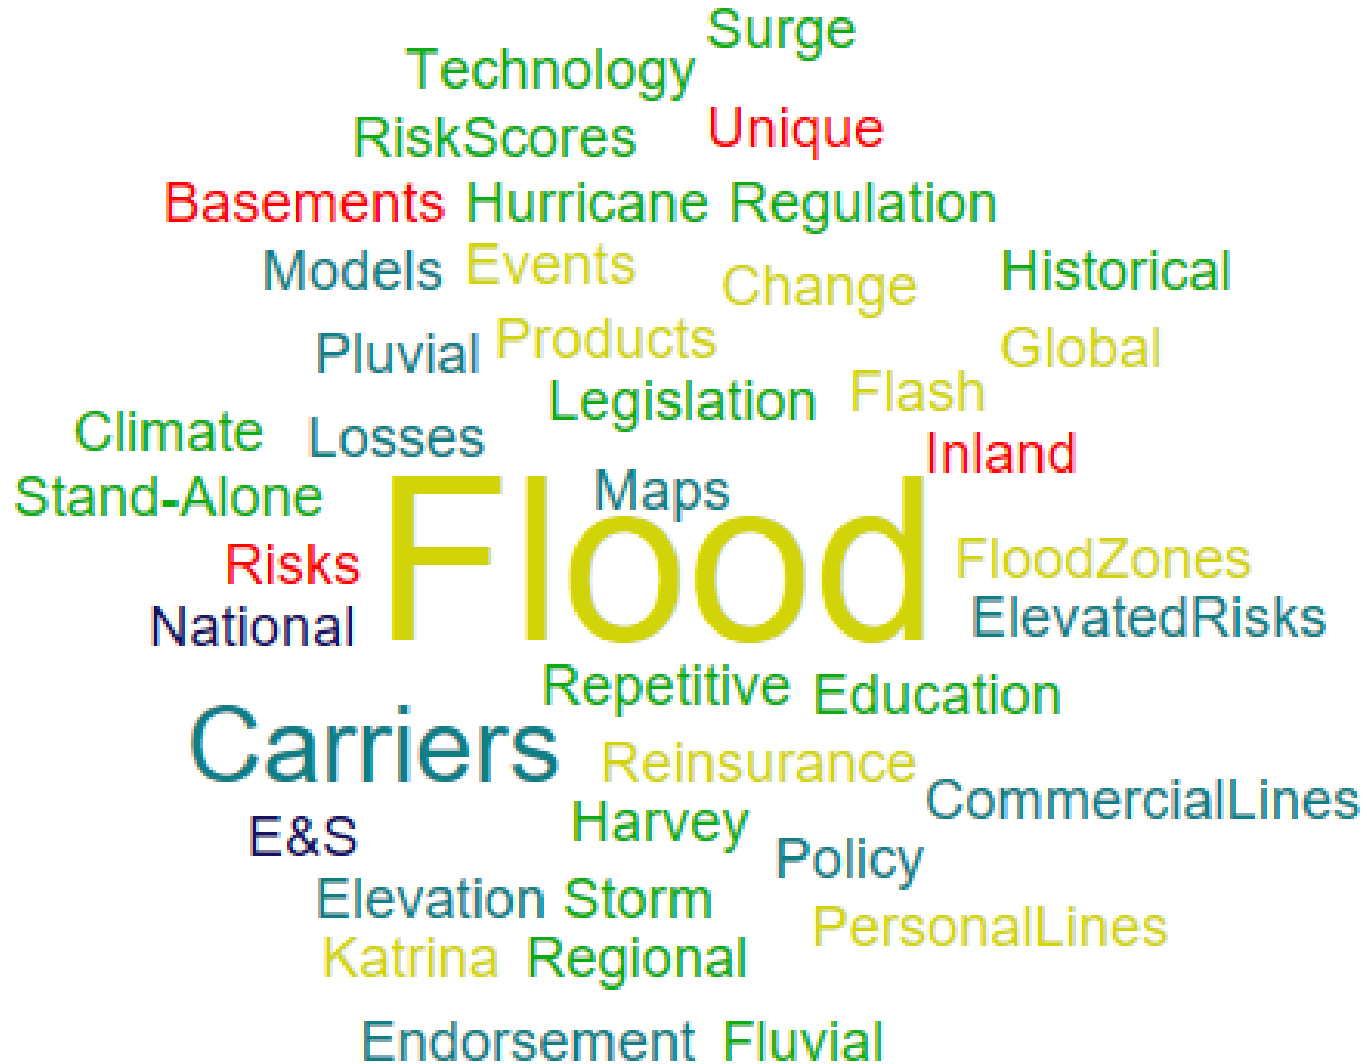 Surge
Technology
RiskScores
Unique
Basements
Hurricane
Regulation
Models
Events
Change
Historical
Pluvial
Products
Global
Legislation
Flash
Climate
Losses
Inland
Stand-Alone
Maps
Flood
Risks
FloodZones
National
ElevatedRisks
Repetitive
Education
Carriers
Reinsurance
CommercialLines
E&S
Harvey
Policy
Elevation
Storm
PersonalLines
Katrina
Regional
Endorsement
Fluvial